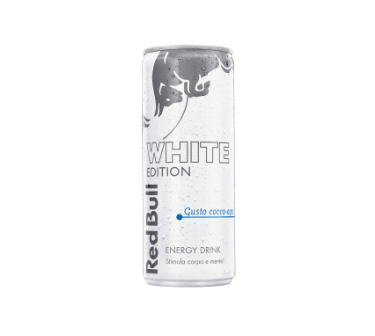 WHITE
EDITION
Gusto cocco-
Red Bull
ENERGY DRINK
Stimola corpo e mente!